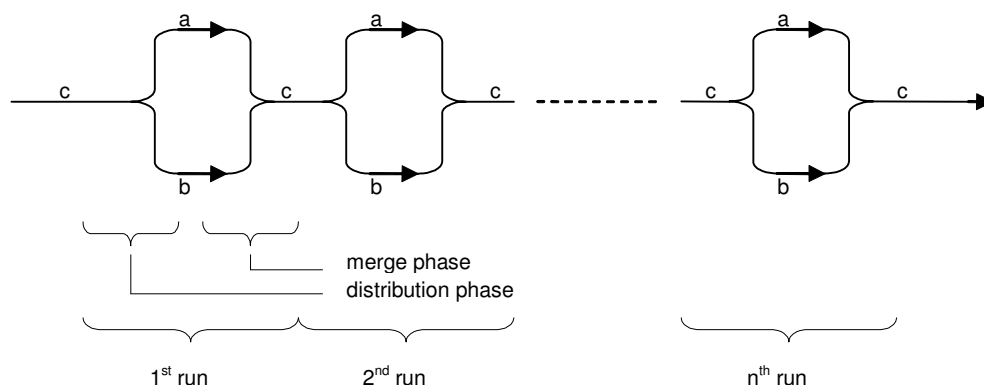 a a a
c c c c c
b b b
merge phase
distribution phase
1st run 2nd run nth run